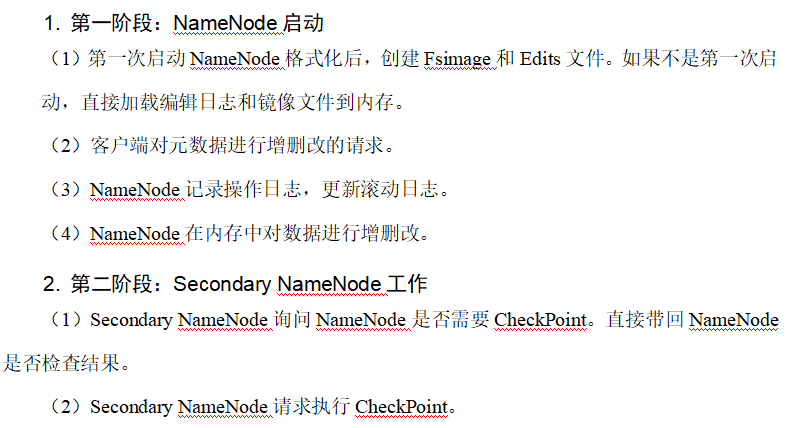 1. 第一阶段：NameNode 启动
（1）第一次启动 NameNode 格式化后，创建 Fsimage 和 Edits 文件。如果不是第一次启
动，直接加载编辑日志和镜像文件到内存。
（2）客户端对元数据进行增删改的请求。
（3）NameNode 记录操作日志，更新滚动日志。
（4）NameNode 在内存中对数据进行增删改。
2. 第二阶段：Secondary NameNode 工作
（1）Secondary NameNode 询问 NameNode 是否需要 CheckPoint。直接带回 NameNode
是否检查结果。
（2）Secondary NameNode 请求执行 CheckPoint。